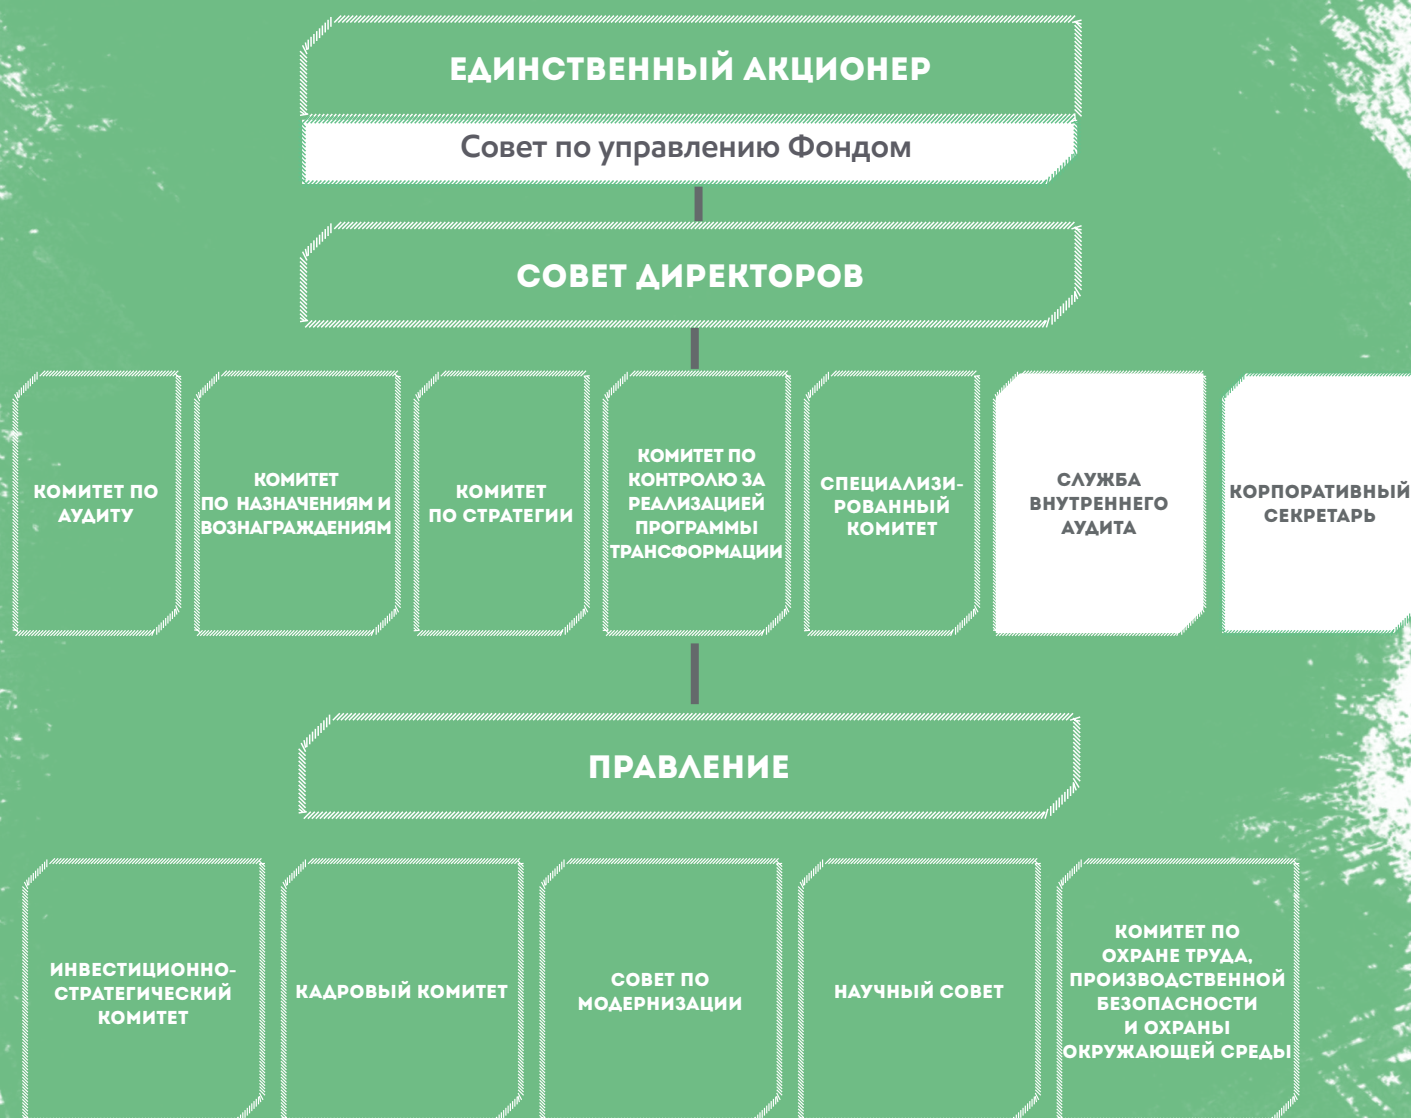 ЕДИНСТВЕННЫЙ АКЦИОНЕР
Совет по управлению Фондом
СОВЕТ ДИРЕКТОРОВ
КОМИТЕТ ПО
АУДИТУ
КОМИТЕТ
ПО НАЗНАЧЕНИЯМ И
ВОЗНАГРАЖДЕНИЯМ
КОМИТЕТ
ПО СТРАТЕГИИ
КОМИТЕТ ПО
КОНТРОЛЮ ЗА
РЕАЛИЗАЦИЕЙ
ПРОГРАММЫ
ТРАНСФОРМАЦИИ
СПЕЦИАЛИЗИ-
РОВАННЫЙ
КОМИТЕТ
СЛУЖБА
ВНУТРЕННЕГО
АУДИТА
КОРПОРАТИВНЫЙ
СЕКРЕТАРЬ
ПРАВЛЕНИЕ
ИНВЕСТИЦИОННО-
СТРАТЕГИЧЕСКИЙ
КОМИТЕТ
КАДРОВЫЙ КОМИТЕТ
СОВЕТ ПО
МОДЕРНИЗАЦИИ
НАУЧНЫЙ СОВЕТ
КОМИТЕТ ПО
ОХРАНЕ ТРУДА,
ПРОИЗВОДСТВЕННОЙ
БЕЗОПАСНОСТИ
И ОХРАНЫ
ОКРУЖАЮЩЕЙ СРЕДЫ